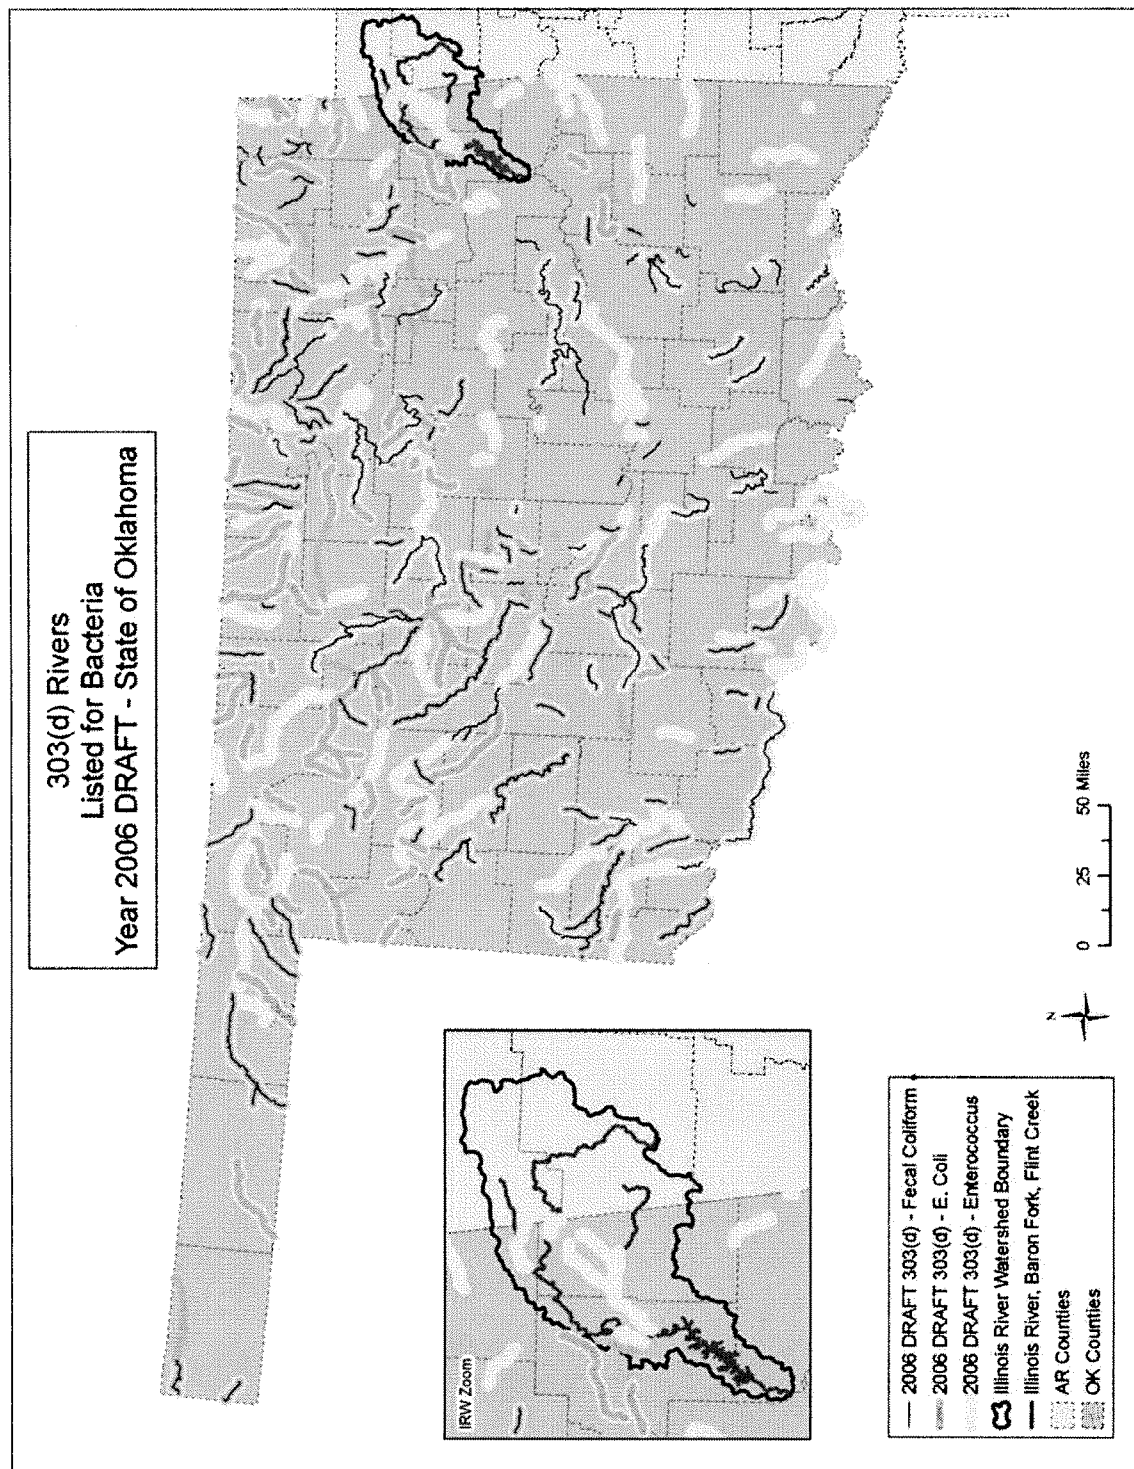 303(d) Rivers
Listed for Bacteria
Year 2006 DRAFT - State of Oklahoma
IRW Zoom
2006 DRAFT 303(d) - Fecal Coliform
2006 DRAFT 303(d) - E. Coli
2006 DRAFT 303(d) - Enterococcus
Illinois River Watershed Boundary
Illinois River, Baron Fork, Flint Creek
AR Counties
OK Counties
N
0 25 50 Miles